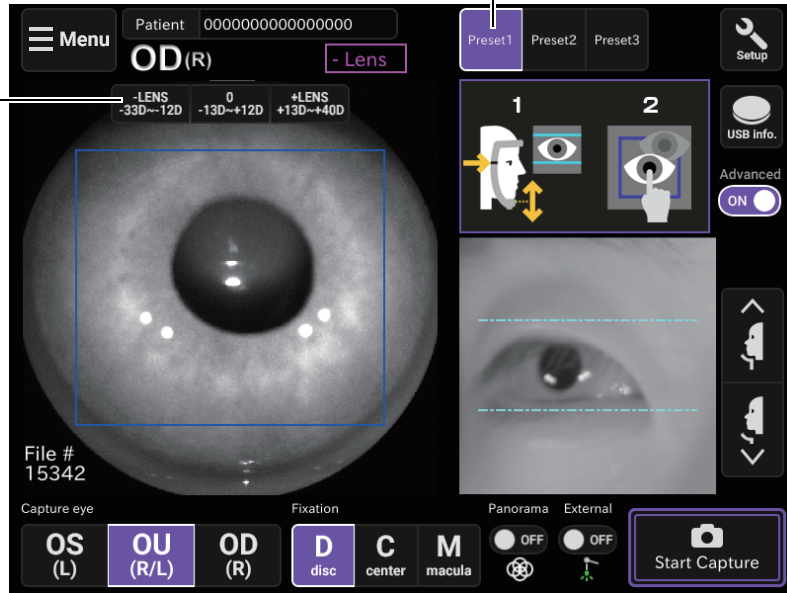 Menu
Patient 0000000000000000
OD(R)
- Lens
Preset1 Preset2 Preset3
Setup
-LENS 0 +LENS
-33D~-12D -13D~+12D +13D~+40D
1 2
USB info.
Advanced
ON
File #
15342
Capture eye
OS OU OD
(L) (R/L) (R)
Fixation
D C M
disc center macula
Panorama External
OFF OFF
Start Capture